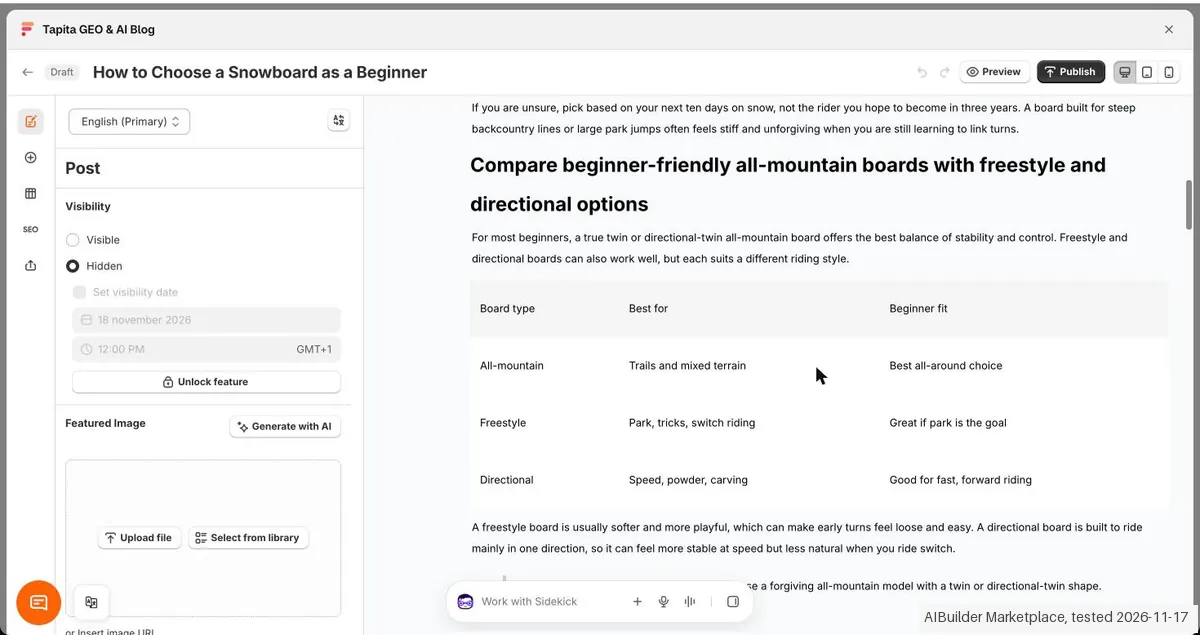 Tapita GEO & AI Blog
Draft
How to Choose a Snowboard as a Beginner
Preview
Publish
English (Primary)
Post
Visibility
Visible
Hidden
Set visibility date
18 november 2026
12:00 PM GMT+1
Unlock feature
Featured Image
Generate with AI
Upload file
Select from library
or Insert image URL
SEO
If you are unsure, pick based on your next ten days on snow, not the rider you hope to become in three years. A board built for steep
backcountry lines or large park jumps often feels stiff and unforgiving when you are still learning to link turns.
Compare beginner-friendly all-mountain boards with freestyle and
directional options
For most beginners, a true twin or directional-twin all-mountain board offers the best balance of stability and control. Freestyle and
directional boards can also work well, but each suits a different riding style.
Board type Best for Beginner fit
All-mountain Trails and mixed terrain Best all-around choice
Freestyle Park, tricks, switch riding Great if park is the goal
Directional Speed, powder, carving Good for fast, forward riding
A freestyle board is usually softer and more playful, which can make early turns feel loose and easy. A directional board is built to ride
mainly in one direction, so it can feel more stable at speed but less natural when you ride switch.
se a forgiving all-mountain model with a twin or directional-twin shape.
Work with Sidekick
AIBuilder Marketplace, tested 2026-11-17